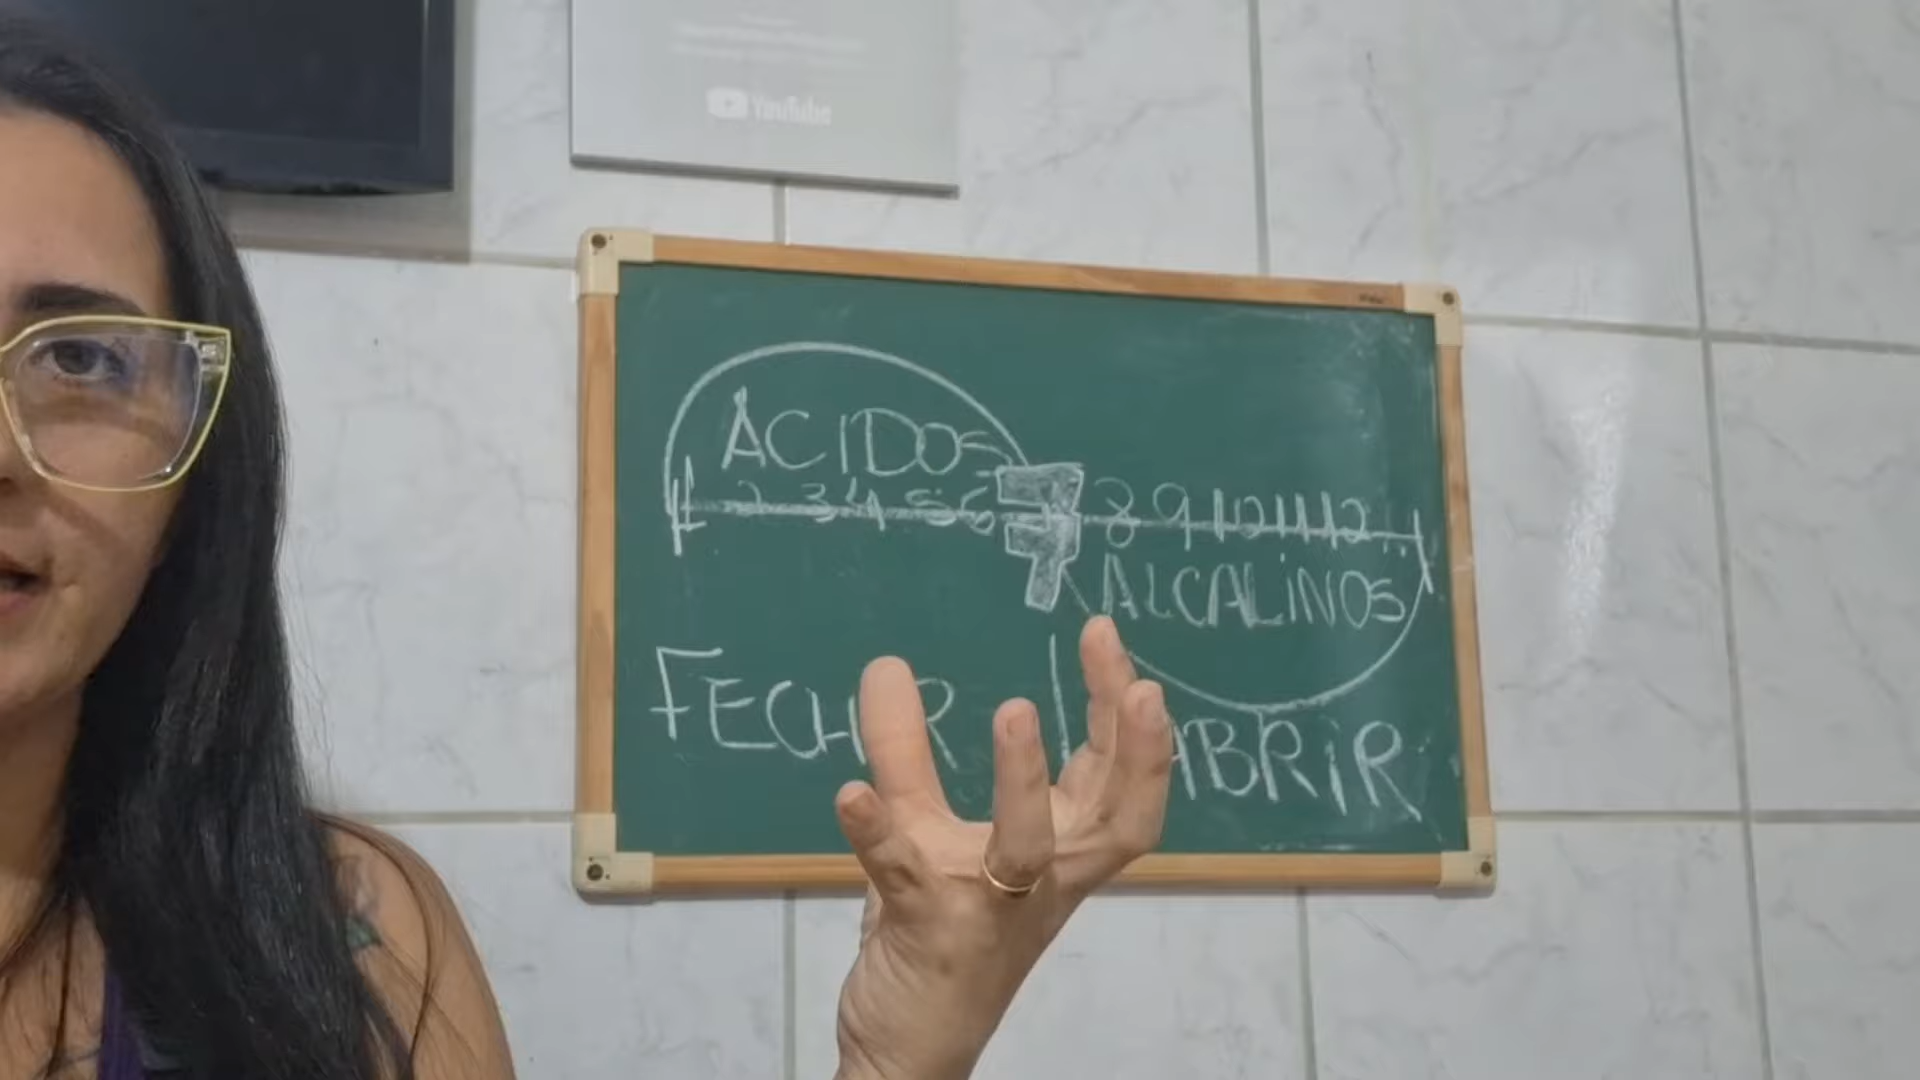 YouTube
ÁCIDOS
1 2 3 4 5 6 7 8 9 10 11 12...
ALCALINOS
FECHAR | ABRIR